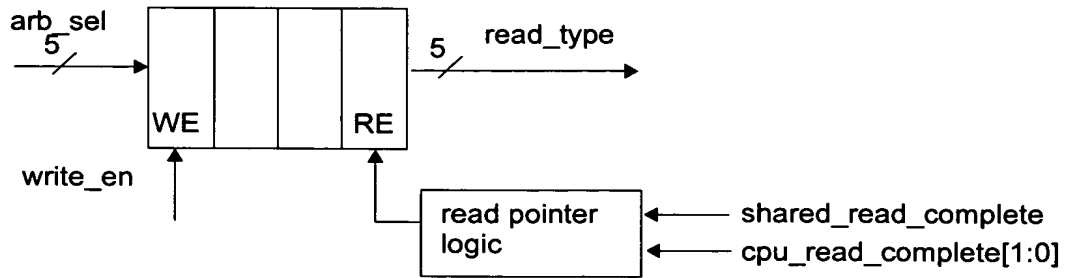 arb_sel
5
5
read_type
WE
RE
write_en
read pointer
logic
shared_read_complete
cpu_read_complete[1:0]